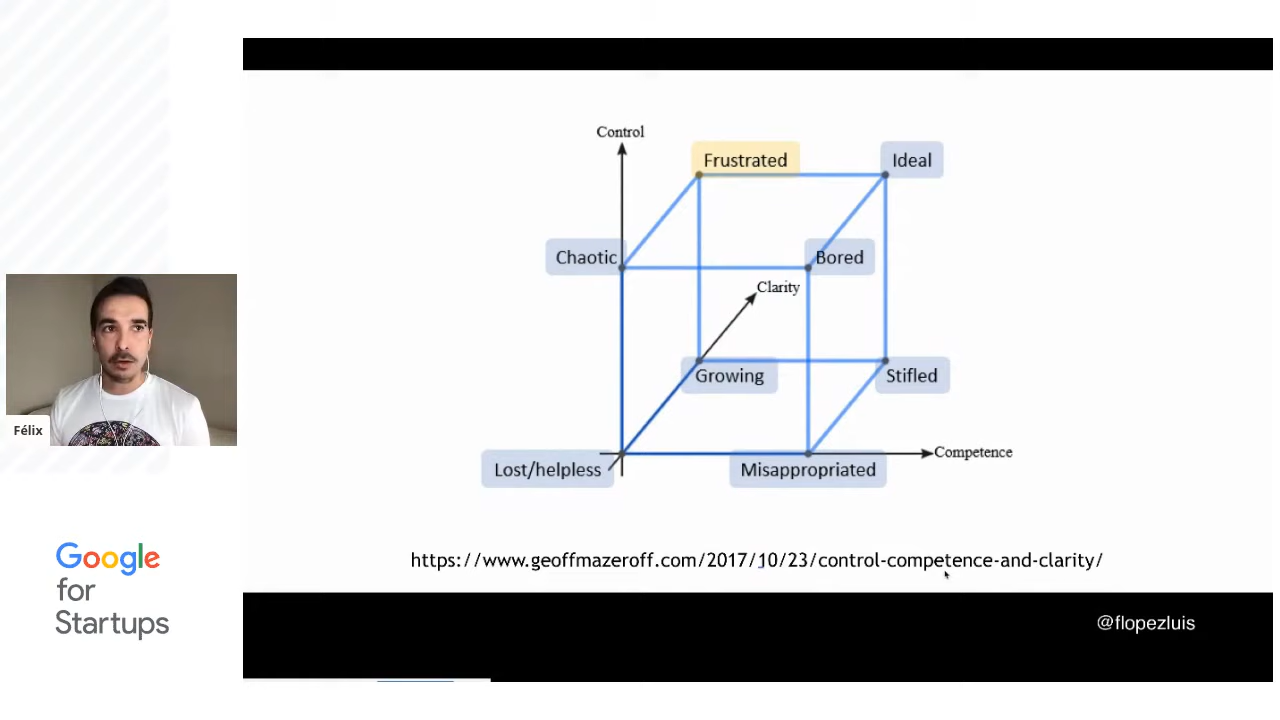 Control
Frustrated
Ideal
Chaotic
Bored
Clarity
Growing
Stifled
Félix
Competence
Lost/helpless
Misappropriated
https://www.geoffmazeroff.com/2017/10/23/control-competence-and-clarity/
Google
for
Startups
@flopezluis